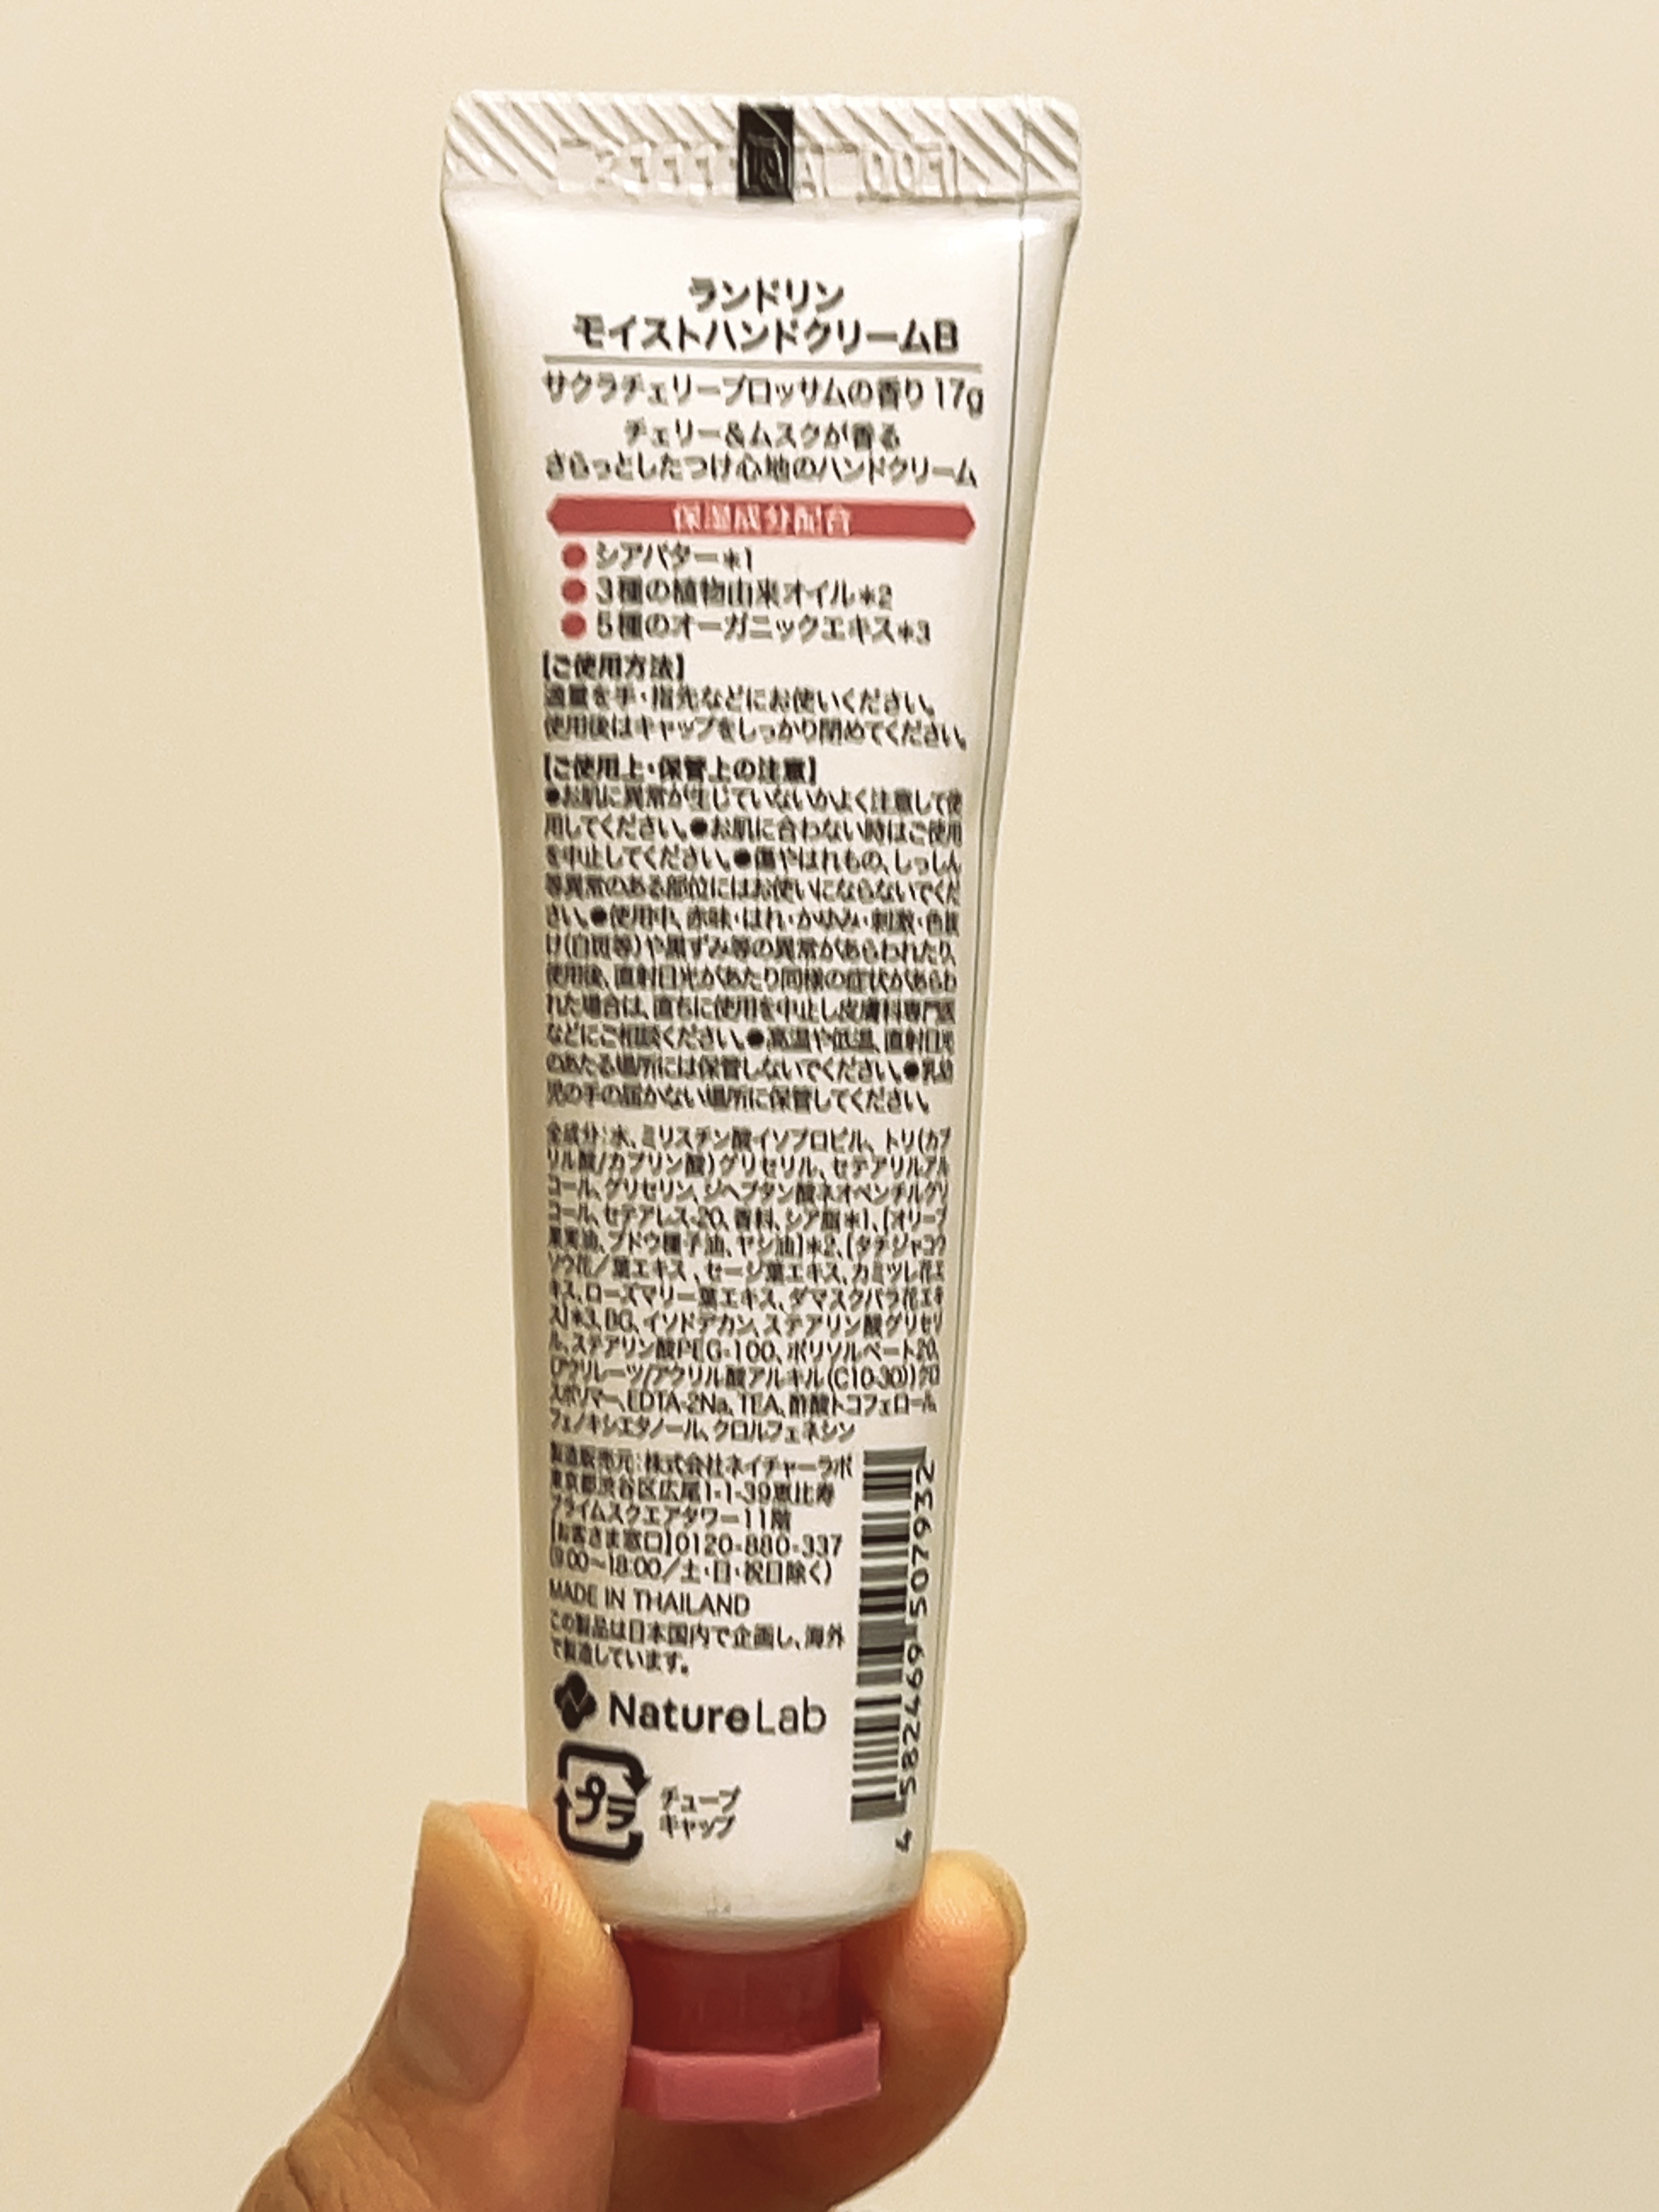 ランドリン
モイストハンドクリームB
サクラチェリーブロッサムの香り 17g
チェリー&ムスクが香る
さらっとしたつけ心地のハンドクリーム
保湿成分配合
●シアバター*1
●3種の植物由来オイル*2
●5種のオーガニックエキス*3
【ご使用方法】
適量を手・指先などにお使いください。
使用後はキャップをしっかり閉めてください。
【ご使用上・保管上の注意】
●お肌に異常が生じていないかよく注意して使
用してください。●お肌に合わない時はご使用
を中止してください。●傷やはれもの、しっしん
等異常のある部位にはお使いにならないでくだ
さい。●使用中、赤味・はれ・かゆみ・刺激・色抜
け(白斑等)や黒ずみ等の異常があらわれたり、
使用後、直射日光があたり同様の症状があらわ
れた場合は、直ちに使用を中止し皮膚科専門医
などにご相談ください。●高温や低温、直射日光
のあたる場所には保管しないでください。●乳幼
児の手の届かない場所に保管してください。
全成分:水、ミリスチン酸イソプロピル、トリ(カプ
リル酸/カプリン酸)グリセリル、セテアリルアル
コール、グリセリン、ジヘプタン酸ネオペンチルグリ
コール、セテアレス-20、香料、シア脂*1、[オリーブ
果実油、ブドウ種子油、ヤシ油]*2、[タチジャコウ
ソウ花/葉エキス、セージ葉エキス、カミツレ花エ
キス、ローズマリー葉エキス、ダマスクバラ花エキ
ス]*3、BG、イソドデカン、ステアリン酸グリセリ
ル、ステアリン酸PEG-100、ポリソルベート20、
(アクリレーツ/アクリル酸アルキル(C10-30))クロ
スポリマー、EDTA-2Na、TEA、酢酸トコフェロール、
フェノキシエタノール、クロルフェネシン
製造販売元:株式会社ネイチャーラボ
東京都渋谷区広尾1-1-39恵比寿
プライムスクエアタワー11階
【お客さま窓口】0120-880-337
(9:00~18:00/土・日・祝日除く)
MADE IN THAILAND
この製品は日本国内で企画し、海外
で製造しています。
NatureLab
プラ
チューブ
キャップ
4 582469 507932